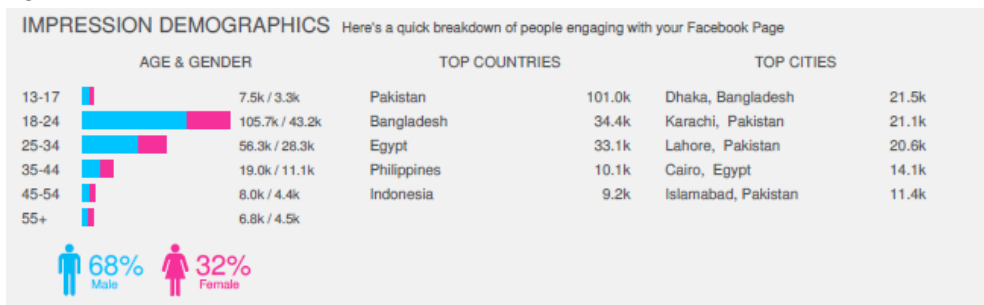 IMPRESSION DEMOGRAPHICS Here's a quick breakdown of people engaging with your Facebook Page
AGE & GENDER
13-17 7.5k / 3.3k
18-24 105.7k / 43.2k
25-34 56.3k / 28.3k
35-44 19.0k / 11.1k
45-54 8.0k / 4.4k
55+ 6.8k / 4.5k
68% 32%
Male Female
TOP COUNTRIES
Pakistan 101.0k
Bangladesh 34.4k
Egypt 33.1k
Philippines 10.1k
Indonesia 9.2k
TOP CITIES
Dhaka, Bangladesh 21.5k
Karachi, Pakistan 21.1k
Lahore, Pakistan 20.6k
Cairo, Egypt 14.1k
Islamabad, Pakistan 11.4k